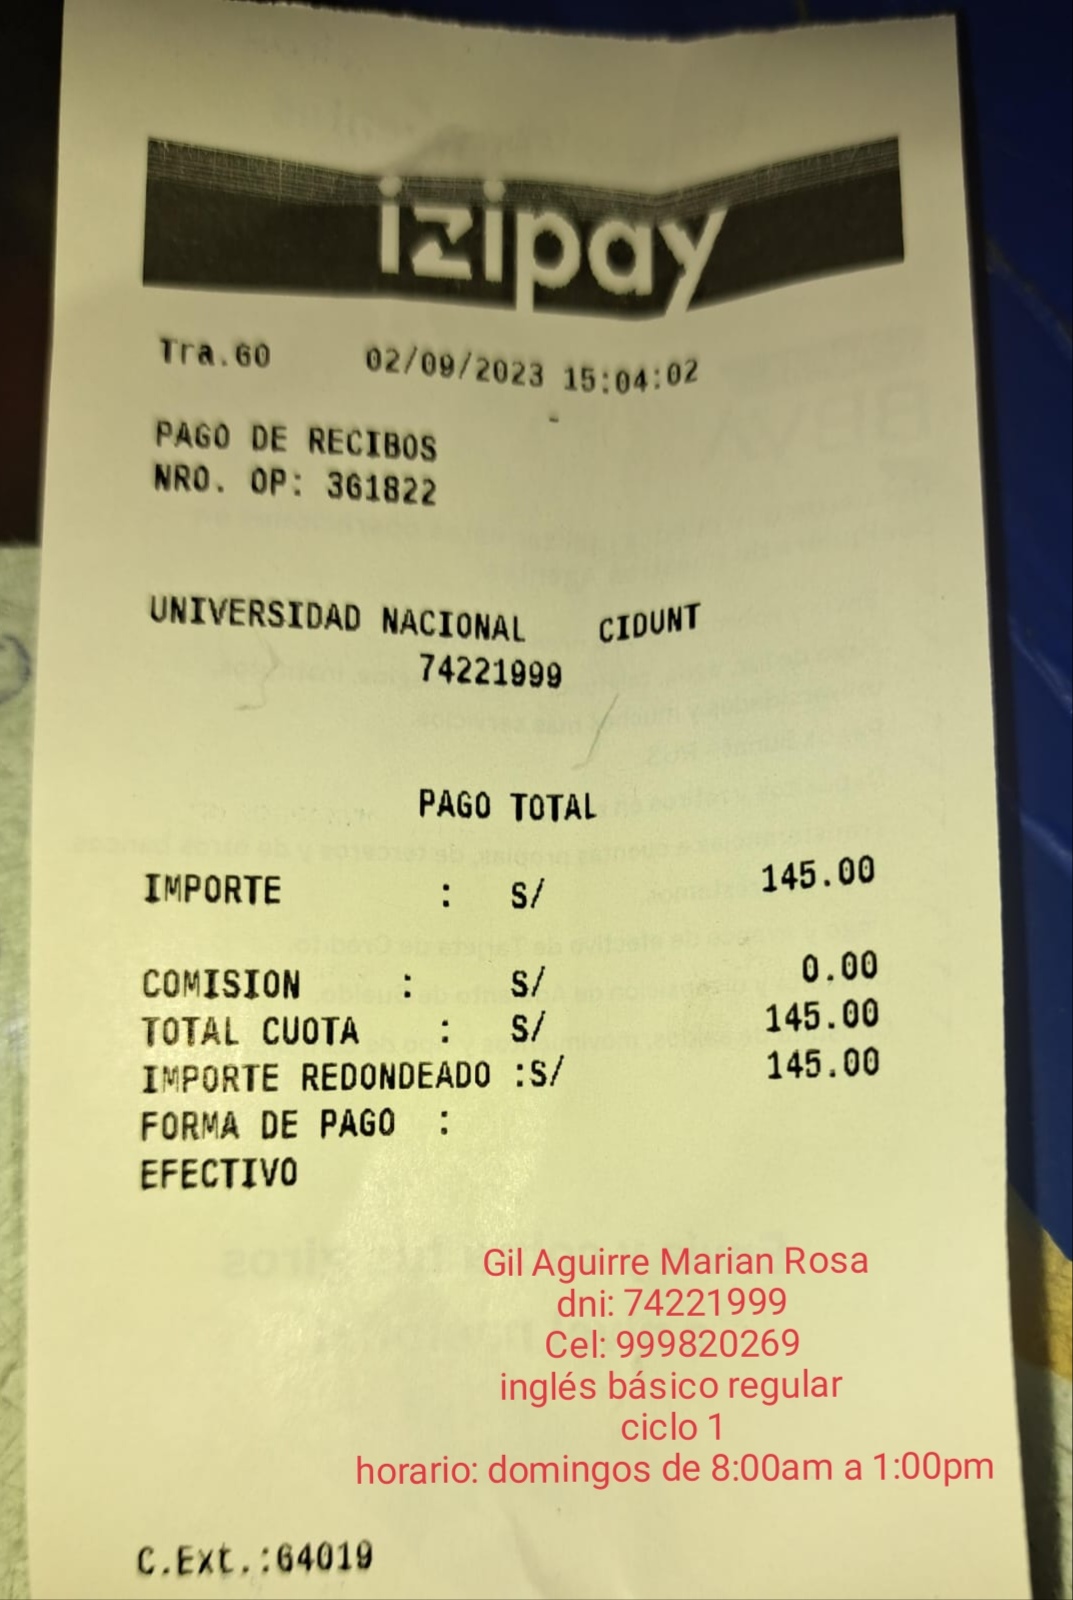 izipay
Tra.60 02/09/2023 15:04:02
PAGO DE RECIBOS
NRO. OP: 361822
UNIVERSIDAD NACIONAL CIDUNT
74221999
PAGO TOTAL
IMPORTE : S/ 145.00
COMISION : S/ 0.00
TOTAL CUOTA : S/ 145.00
IMPORTE REDONDEADO :S/ 145.00
FORMA DE PAGO :
EFECTIVO
Gil Aguirre Marian Rosa
dni: 74221999
Cel: 999820269
inglés básico regular
ciclo 1
horario: domingos de 8:00am a 1:00pm
C.Ext.:64019